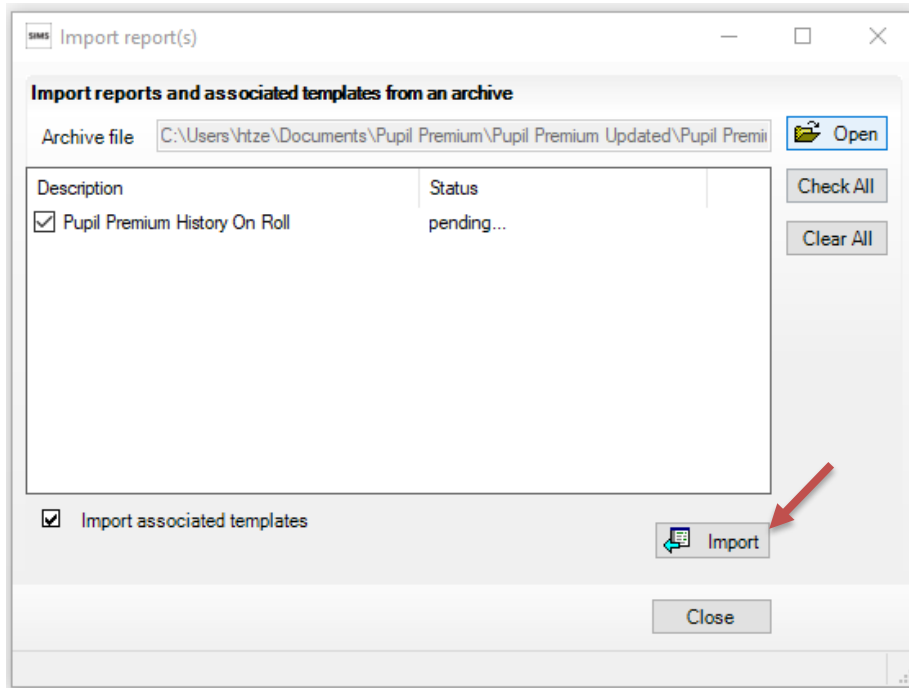 SIMS Import report(s)
Import reports and associated templates from an archive
Archive file C:\Users\htze\Documents\Pupil Premium\Pupil Premium Updated\Pupil Premiu Open
Description Status Check All
Pupil Premium History On Roll pending...
Clear All
Import associated templates
Import
Close